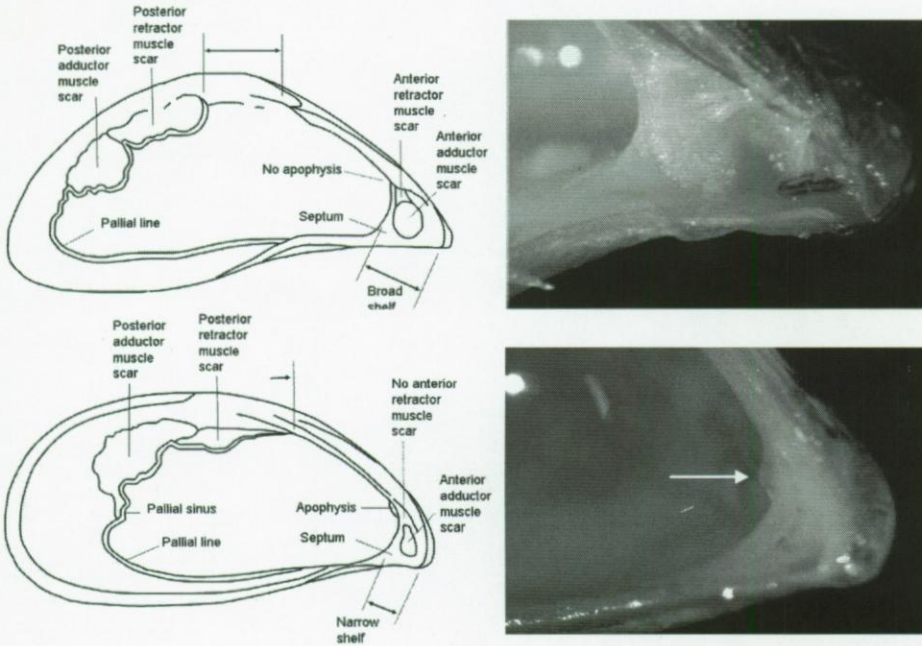 Posterior
retractor
muscle
scar
Posterior
adductor
muscle
scar
Anterior
retractor
muscle
scar
Anterior
adductor
muscle
scar
No apophysis
Septum
Pallial line
Broad
shelf
Posterior
adductor
muscle
scar
Posterior
retractor
muscle
scar
No anterior
retractor
muscle
scar
Anterior
adductor
muscle
scar
Pallial sinus
Apophysis
Septum
Pallial line
Narrow
shelf